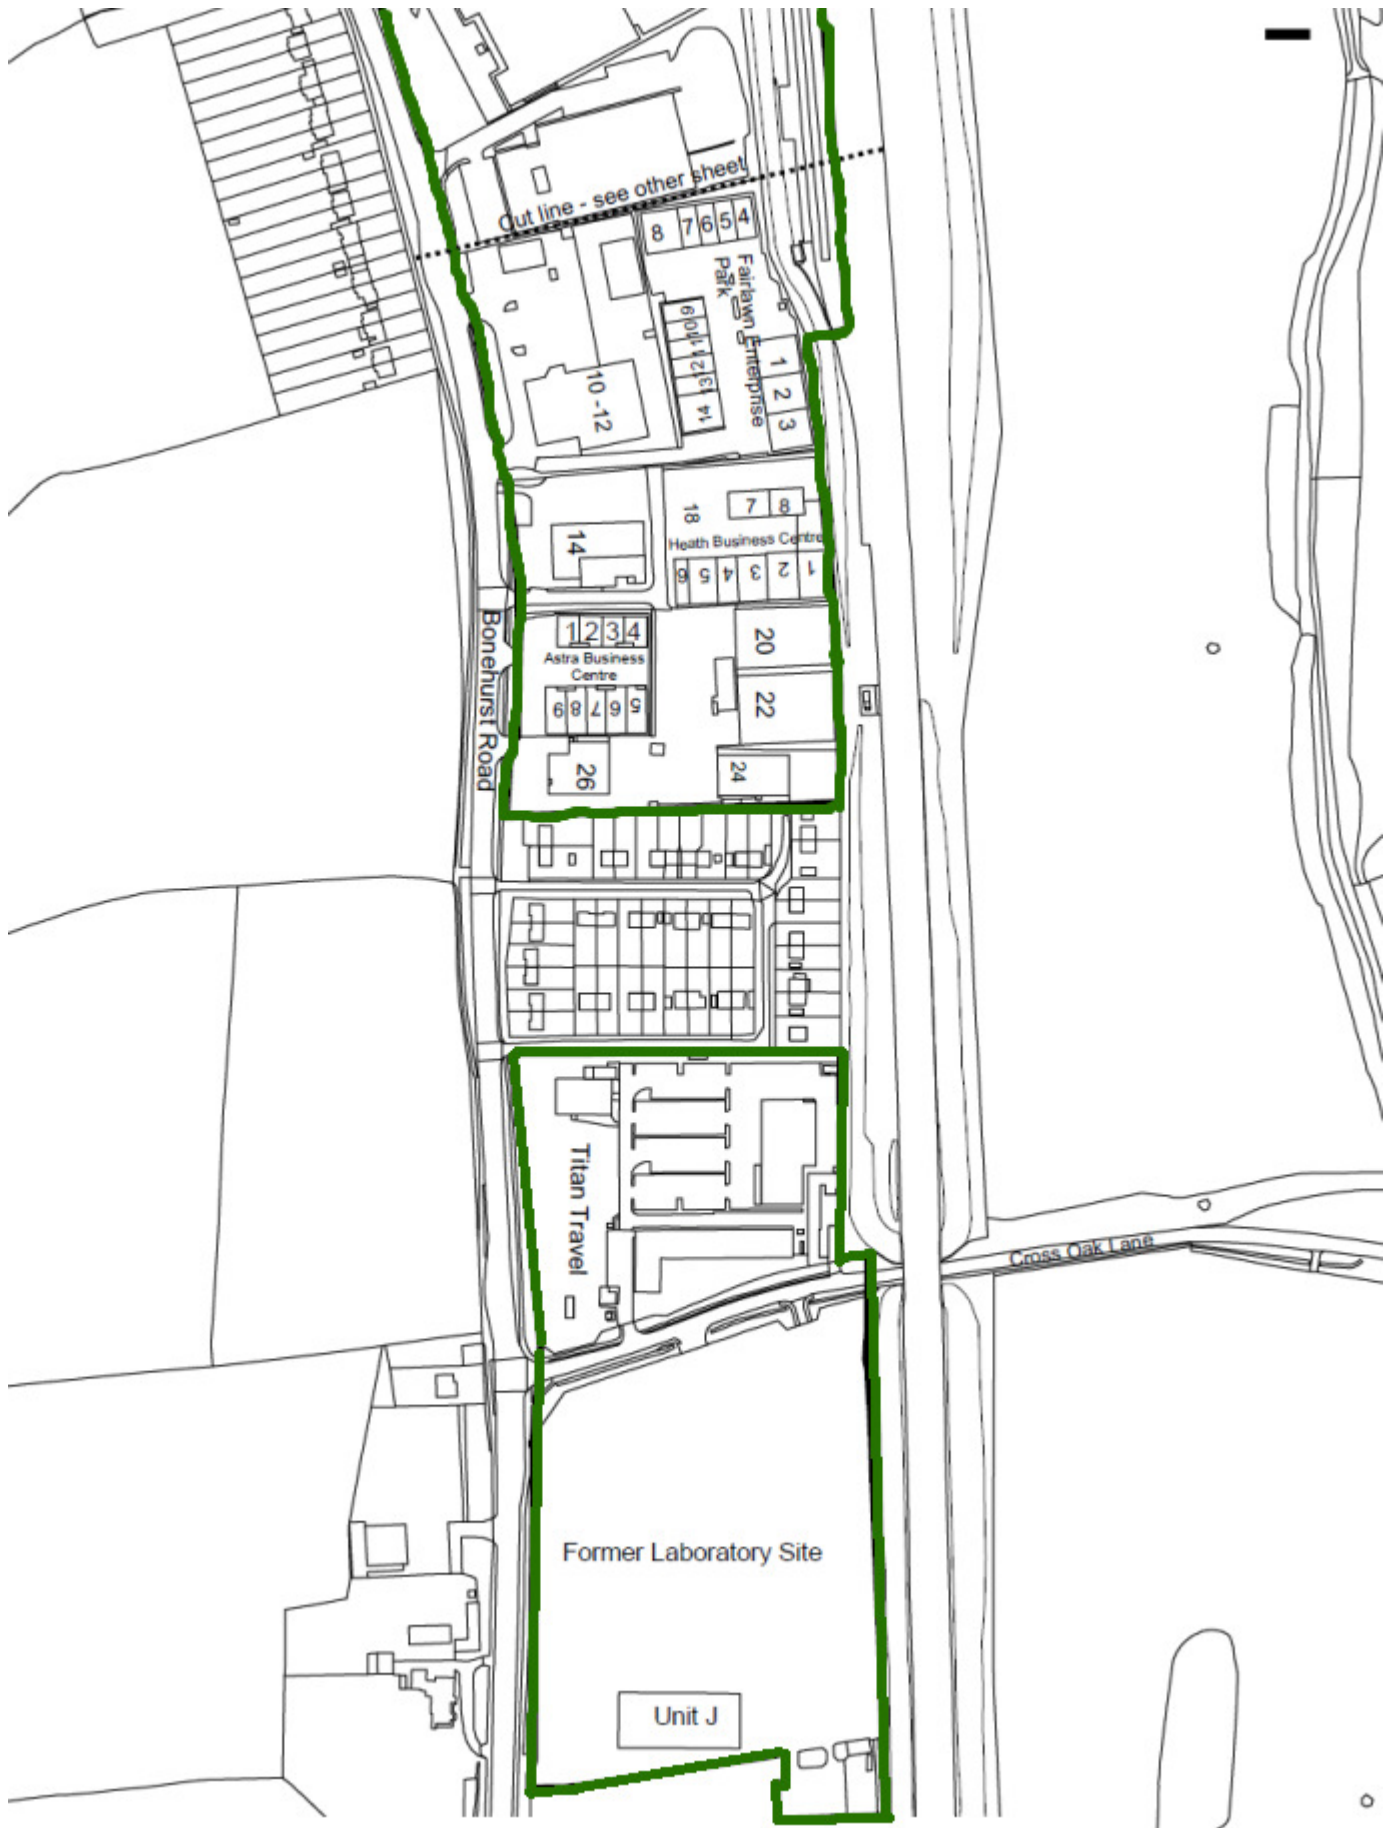 Cut line - see other sheet
8 7 6 5 4
Fairlawn Enterprise
Park
9
10
11
12
13
14
1
2
3
10 -12
14
18
7 8
Heath Business Centre
6 5 4 3 2 1
Bonehurst Road
1 2 3 4
Astra Business
Centre
9 8 7 6 5
20
22
24
26
Titan Travel
Cross Oak Lane
Former Laboratory Site
Unit J